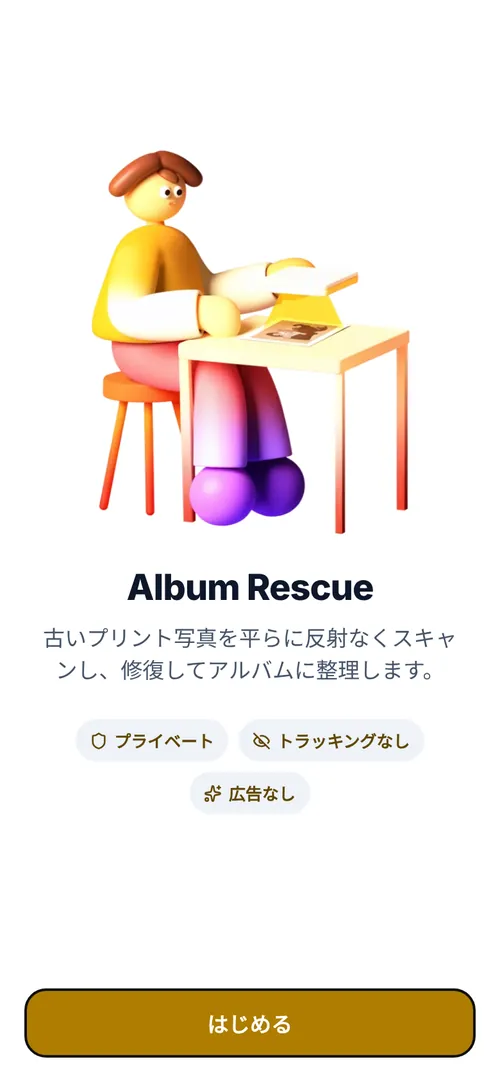 Album Rescue
古いプリント写真を平らに反射なくスキャ
ンし、修復してアルバムに整理します。
プライベート
トラッキングなし
広告なし
はじめる